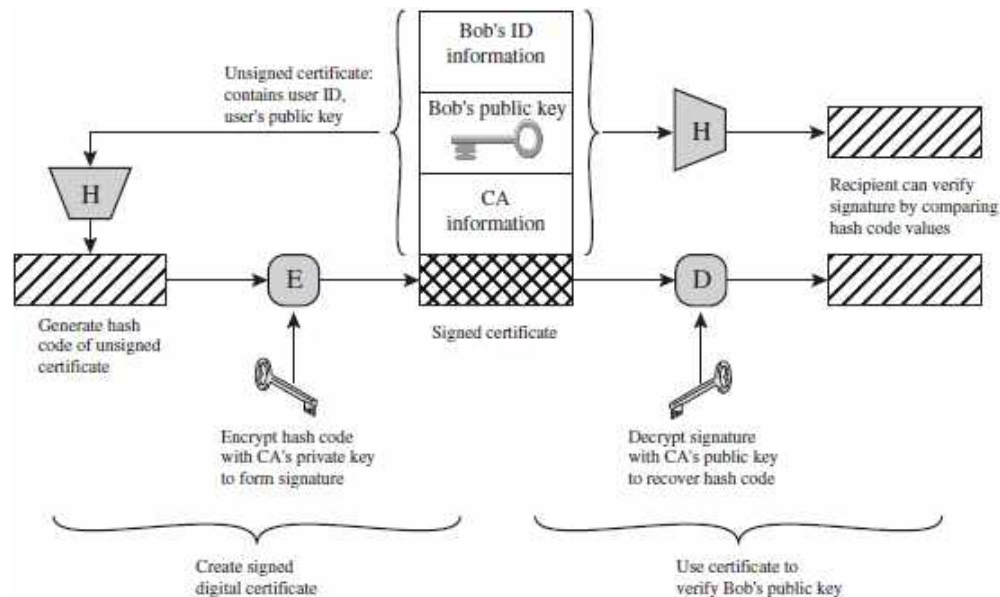 Bob's ID
information
Unsigned certificate:
contains user ID,
user's public key
Bob's public key
H
H
CA
information
Recipient can verify
signature by comparing
hash code values
E
D
Generate hash
code of unsigned
certificate
Signed certificate
Encrypt hash code
with CA's private key
to form signature
Decrypt signature
with CA's public key
to recover hash code
Create signed
digital certificate
Use certificate to
verify Bob's public key